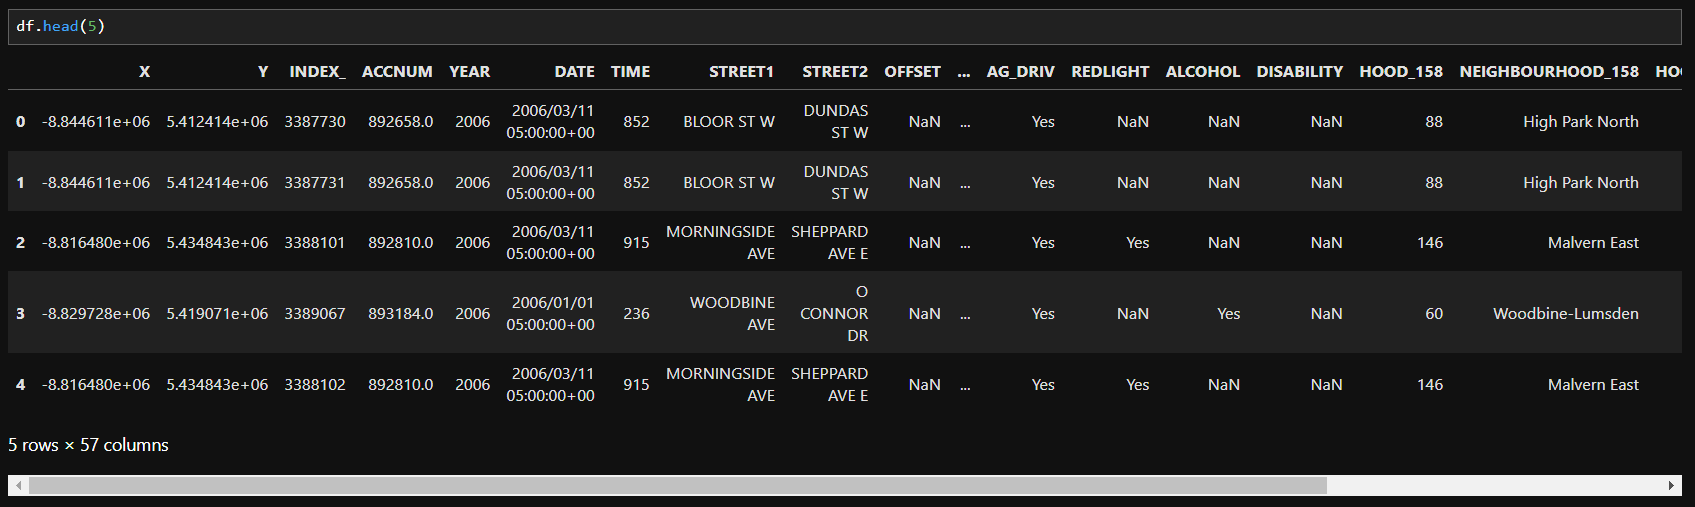 df.head(5)
X Y INDEX_ ACCNUM YEAR DATE TIME STREET1 STREET2 OFFSET ... AG_DRIV REDLIGHT ALCOHOL DISABILITY HOOD_158 NEIGHBOURHOOD_158 HOO
0 -8.844611e+06 5.412414e+06 3387730 892658.0 2006 2006/03/11 05:00:00+00 852 BLOOR ST W DUNDAS ST W NaN ... Yes NaN NaN NaN 88 High Park North
1 -8.844611e+06 5.412414e+06 3387731 892658.0 2006 2006/03/11 05:00:00+00 852 BLOOR ST W DUNDAS ST W NaN ... Yes NaN NaN NaN 88 High Park North
2 -8.816480e+06 5.434843e+06 3388101 892810.0 2006 2006/03/11 05:00:00+00 915 MORNINGSIDE AVE SHEPPARD AVE E NaN ... Yes Yes NaN NaN 146 Malvern East
3 -8.829728e+06 5.419071e+06 3389067 893184.0 2006 2006/01/01 05:00:00+00 236 WOODBINE AVE O CONNOR DR NaN ... Yes NaN Yes NaN 60 Woodbine-Lumsden
4 -8.816480e+06 5.434843e+06 3388102 892810.0 2006 2006/03/11 05:00:00+00 915 MORNINGSIDE AVE SHEPPARD AVE E NaN ... Yes Yes NaN NaN 146 Malvern East
5 rows × 57 columns